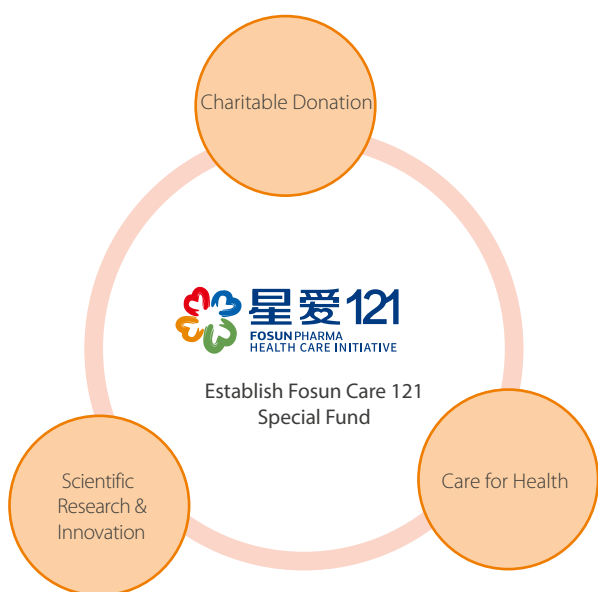 Charitable Donation
星爱121
FOSUN PHARMA
HEALTH CARE INITIATIVE
Establish Fosun Care 121
Special Fund
Scientific
Research &
Innovation
Care for Health